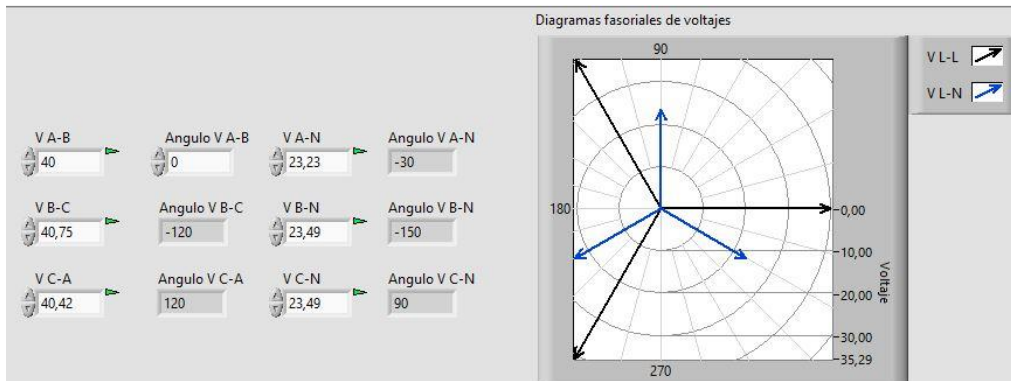 Diagramas fasoriales de voltajes
90
V L-L
V L-N
V A-B Angulo V A-B V A-N Angulo V A-N
40 0 23,23 -30
V B-C Angulo V B-C V B-N Angulo V B-N
40,75 -120 23,49 -150
V C-A Angulo V C-A V C-N Angulo V C-N
40,42 120 23,49 90
180
0,00
10,00
20,00
30,00
35,29
Voltaje
270